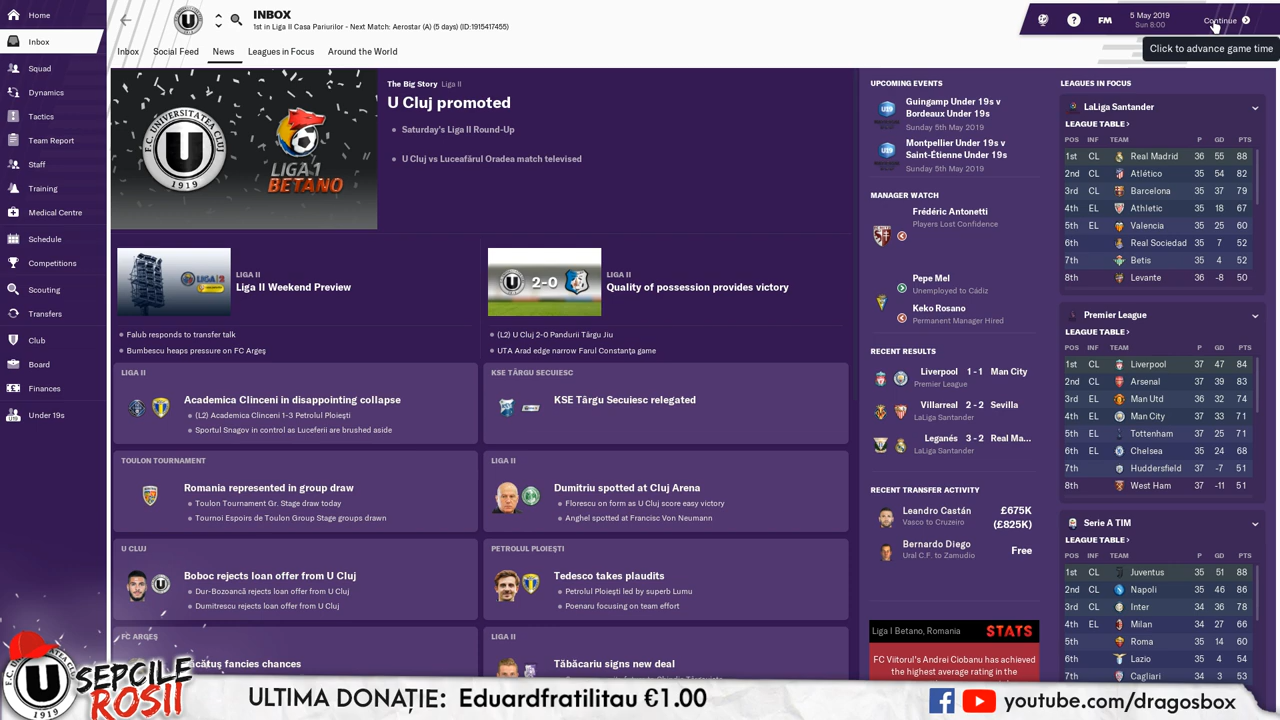 Home
Inbox
Squad
Dynamics
Tactics
Team Report
Staff
Training
Medical Centre
Schedule
Competitions
Scouting
Transfers
Club
Board
Finances
Under 19s
INBOX
1st in Liga II Casa Pariurilor - Next Match: Aerostar (A) (5 days) (ID:1915417455)
FM
5 May 2019
Sun 8:00
Continue
Click to advance game time
Inbox Social Feed News Leagues in Focus Around the World
UNIVERSITATEA CLUJ
F.C.
U
1919
LIGA 1
BETANO
The Big Story Liga II
U Cluj promoted
Saturday's Liga II Round-Up
U Cluj vs Luceafărul Oradea match televised
LIGA 2
LIGA II
Liga II Weekend Preview
Falub responds to transfer talk
Bumbescu heaps pressure on FC Argeș
2-0
LIGA II
Quality of possession provides victory
(L2) U Cluj 2-0 Pandurii Târgu Jiu
UTA Arad edge narrow Farul Constanța game
LIGA II
Academica Clinceni in disappointing collapse
(L2) Academica Clinceni 1-3 Petrolul Ploiești
Sportul Snagov in control as Luceferii are brushed aside
KSE TÂRGU SECUIESC
KSE Târgu Secuiesc relegated
TOULON TOURNAMENT
Romania represented in group draw
Toulon Tournament Gr. Stage draw today
Tournoi Espoirs de Toulon Group Stage groups drawn
LIGA II
Dumitriu spotted at Cluj Arena
Florescu on form as U Cluj score easy victory
Anghel spotted at Francisc Von Neumann
U CLUJ
Boboc rejects loan offer from U Cluj
Dur-Bozoancă rejects loan offer from U Cluj
Dumitrescu rejects loan offer from U Cluj
PETROLUL PLOIEȘTI
Tedesco takes plaudits
Petrolul Ploiești led by superb Lumu
Poenaru focusing on team effort
FC ARGEȘ
fancies chances
LIGA II
Tăbăcariu signs new deal
UPCOMING EVENTS
U19
Guingamp Under 19s v
Bordeaux Under 19s
Sunday 5th May 2019
U19
Montpellier Under 19s v
Saint-Étienne Under 19s
Sunday 5th May 2019
MANAGER WATCH
Frédéric Antonetti
Players Lost Confidence
Pepe Mel
Unemployed to Cádiz
Keko Rosano
Permanent Manager Hired
RECENT RESULTS
Liverpool 1 - 1 Man City
Premier League
Villarreal 2 - 2 Sevilla
LaLiga Santander
Leganés 3 - 2 Real Ma...
LaLiga Santander
RECENT TRANSFER ACTIVITY
Leandro Castán £675K
Vasco to Cruzeiro (£825K)
Bernardo Diego Free
Ural C.F. to Zamudio
Liga I Betano, Romania STATS
FC Viitorul's Andrei Ciobanu has achieved
the highest average rating in the
LEAGUES IN FOCUS
LaLiga Santander
LEAGUE TABLE
POS INF TEAM P GD PTS
1st CL Real Madrid 36 55 88
2nd CL Atlético 35 54 82
3rd CL Barcelona 35 37 79
4th EL Athletic 35 18 67
5th EL Valencia 35 25 60
6th Real Sociedad 35 7 52
7th Betis 35 4 52
8th Levante 36 -8 50
Premier League
LEAGUE TABLE
POS INF TEAM P GD PTS
1st CL Liverpool 37 47 84
2nd CL Arsenal 37 39 83
3rd EL Man Utd 36 32 74
4th EL Man City 37 33 71
5th EL Tottenham 37 25 71
6th EL Chelsea 35 24 68
7th Huddersfield 37 -7 51
8th West Ham 37 -11 51
Serie A TIM
LEAGUE TABLE
POS INF TEAM P GD PTS
1st CL Juventus 35 51 88
2nd CL Napoli 35 46 86
3rd CL Inter 34 36 78
4th EL Milan 34 27 66
5th Roma 35 14 60
6th Lazio 35 4 54
7th Cagliari 34 3 53
U
1919
SEPCILE
ROSII
ULTIMA DONAȚIE: Eduardfratilitau €1.00
youtube.com/dragosbox